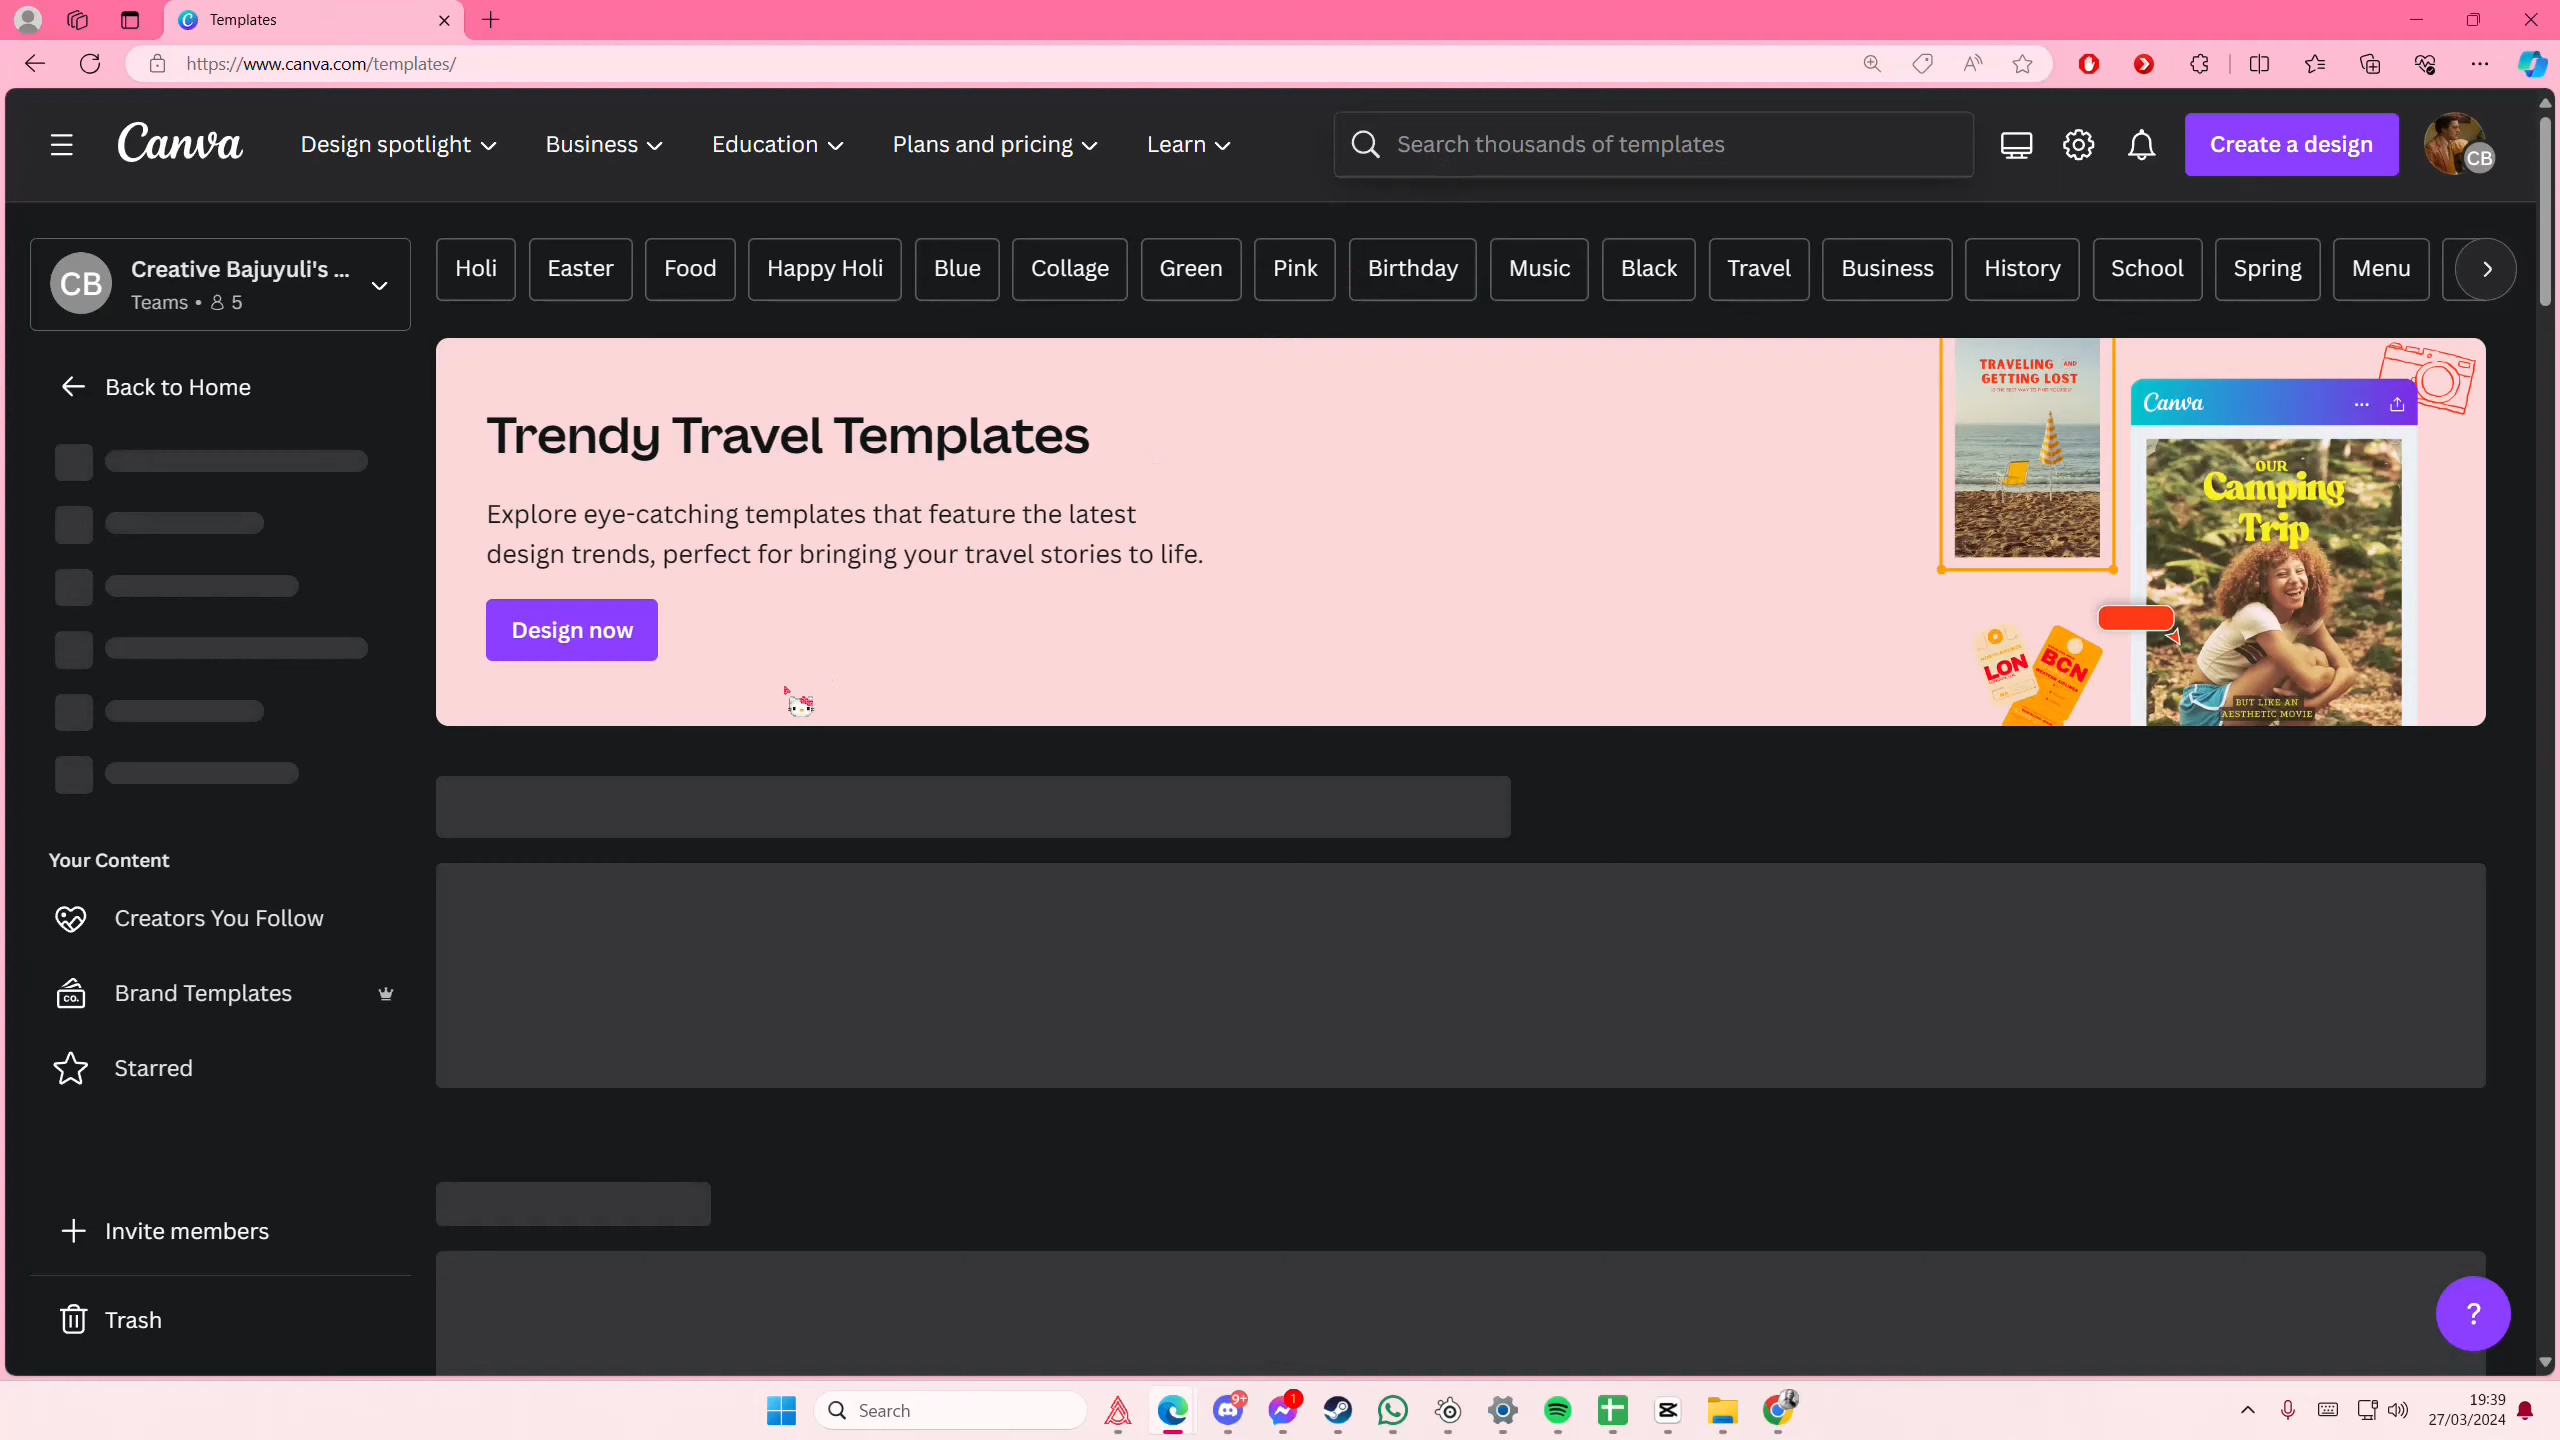 Templates
https://www.canva.com/templates/
Canva
Design spotlight
Business
Education
Plans and pricing
Learn
Search thousands of templates
Create a design
CB
CB
Creative Bajuyuli's ...
Teams • 5
Holi
Easter
Food
Happy Holi
Blue
Collage
Green
Pink
Birthday
Music
Black
Travel
Business
History
School
Spring
Menu
Back to Home
Trendy Travel Templates
Explore eye-catching templates that feature the latest
design trends, perfect for bringing your travel stories to life.
Design now
TRAVELING AND
GETTING LOST
Canva
OUR
Camping
Trip
BUT LIKE AN
AESTHETIC MOVIE
LON
BCN
Your Content
Creators You Follow
CO.
Brand Templates
Starred
Invite members
Trash
?
Search
9+
1
19:39
27/03/2024